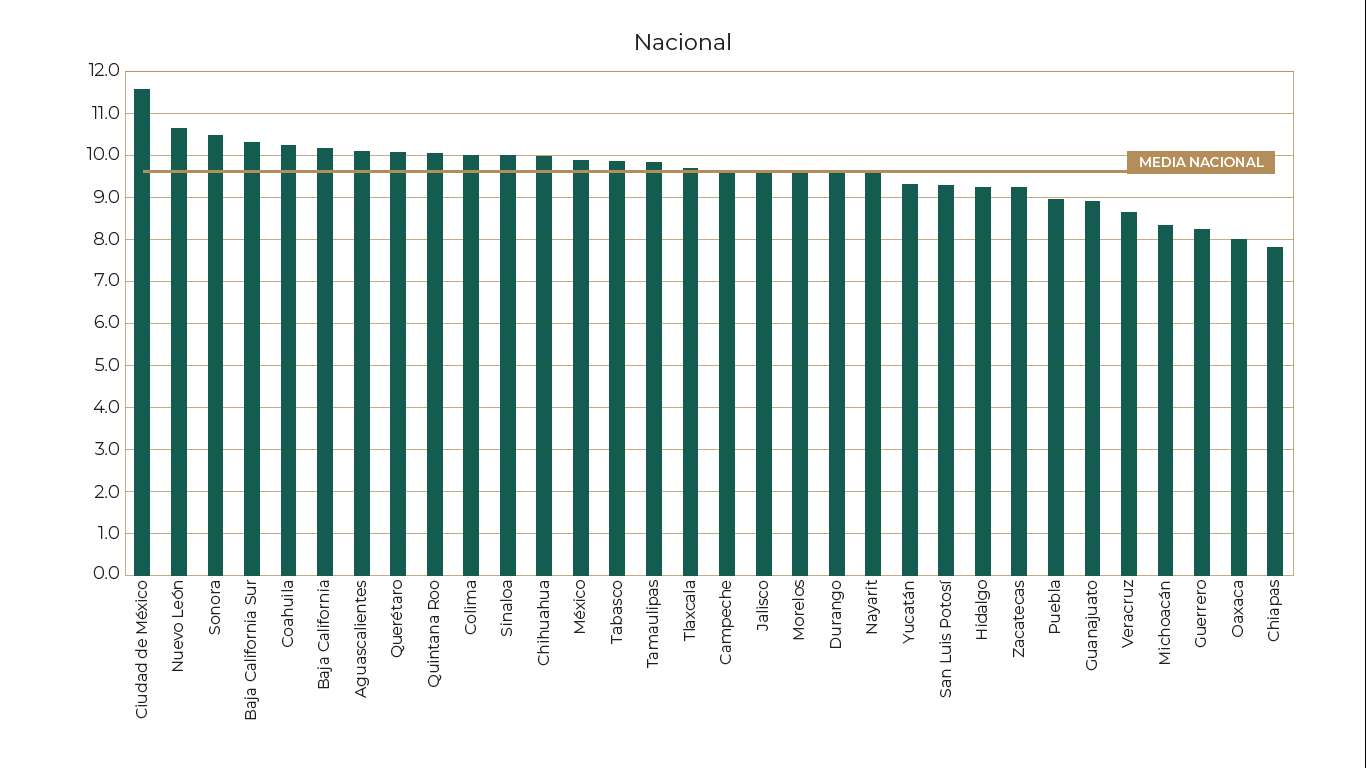 Nacional
12.0
11.0
10.0
9.0
8.0
7.0
6.0
5.0
4.0
3.0
2.0
1.0
0.0
MEDIA NACIONAL
Ciudad de México
Nuevo León
Sonora
Baja California Sur
Coahuila
Baja California
Aguascalientes
Querétaro
Quintana Roo
Colima
Sinaloa
Chihuahua
México
Tabasco
Tamaulipas
Tlaxcala
Campeche
Jalisco
Morelos
Durango
Nayarit
Yucatán
San Luis Potosí
Hidalgo
Zacatecas
Puebla
Guanajuato
Veracruz
Michoacán
Guerrero
Oaxaca
Chiapas